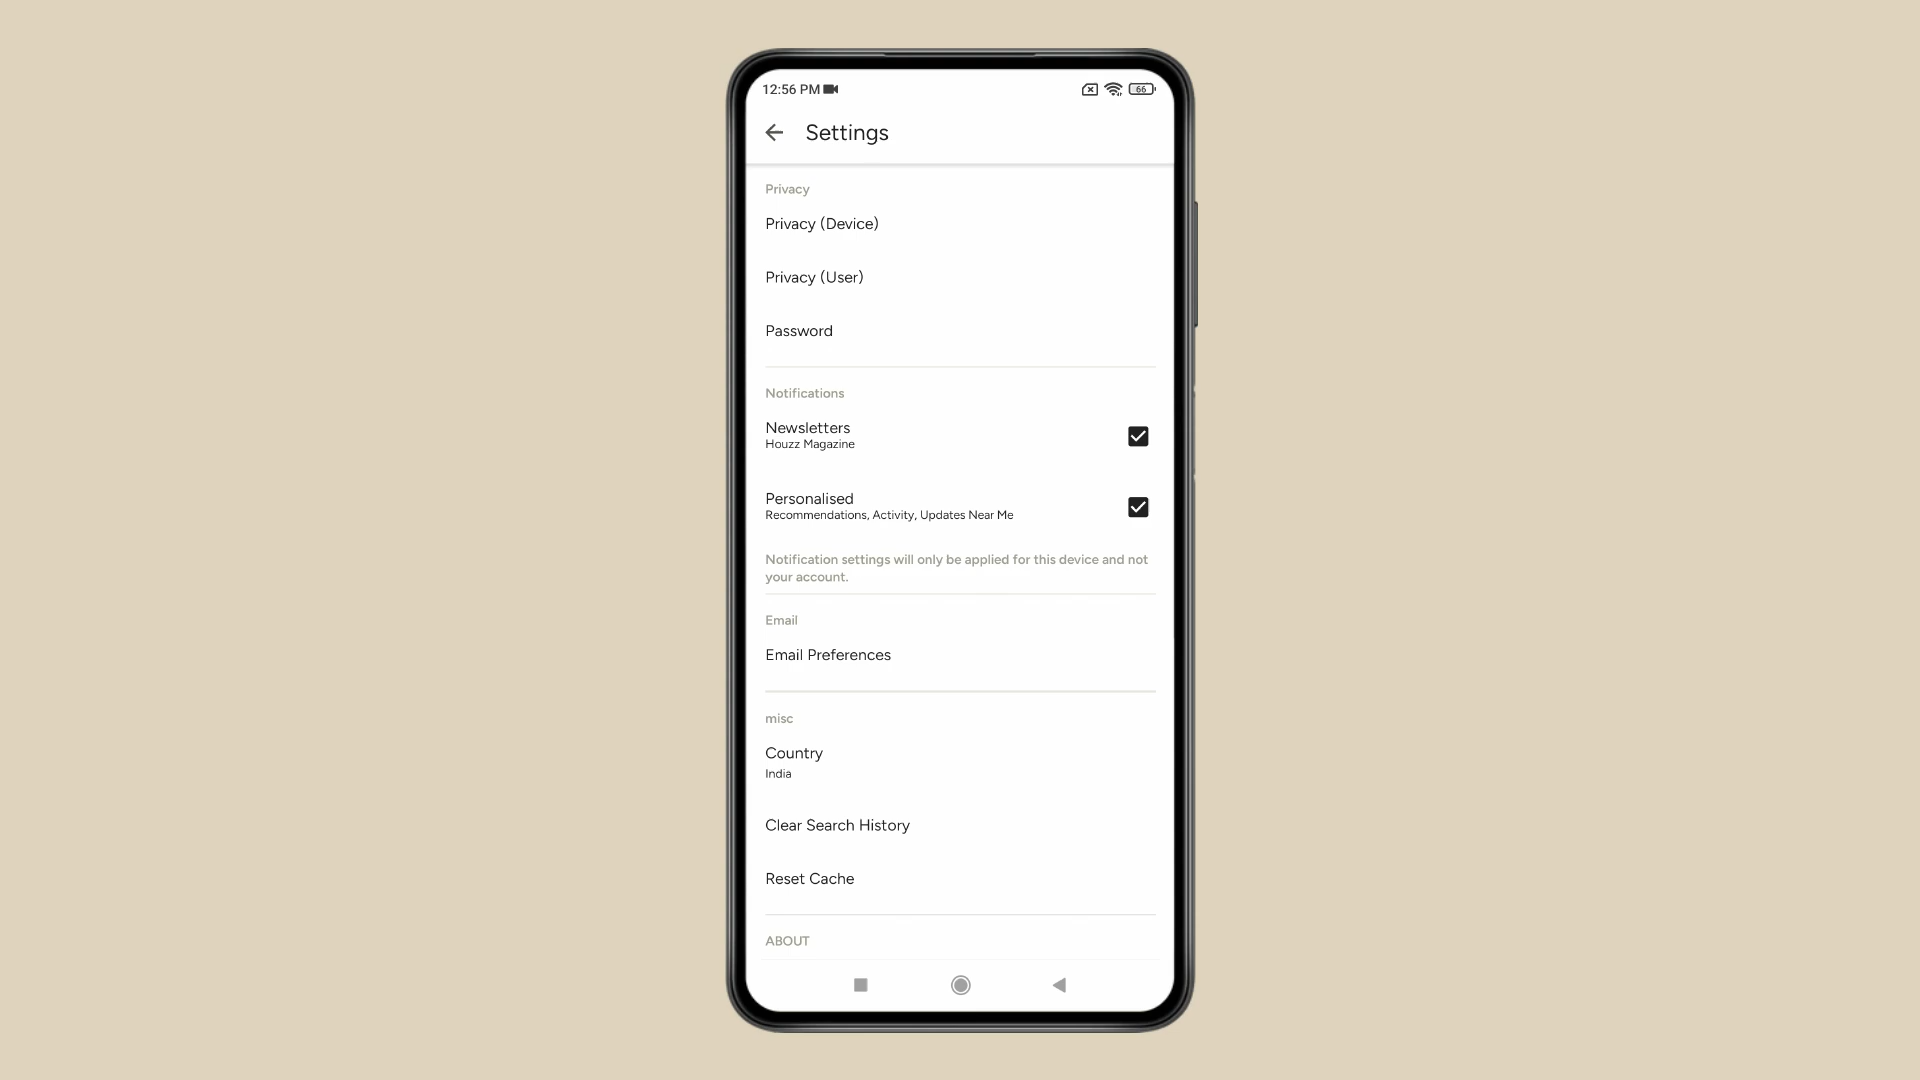 12:56 PM
66
Settings
Privacy
Privacy (Device)
Privacy (User)
Password
Notifications
Newsletters
Houzz Magazine
Personalised
Recommendations, Activity, Updates Near Me
Notification settings will only be applied for this device and not
your account.
Email
Email Preferences
misc
Country
India
Clear Search History
Reset Cache
ABOUT